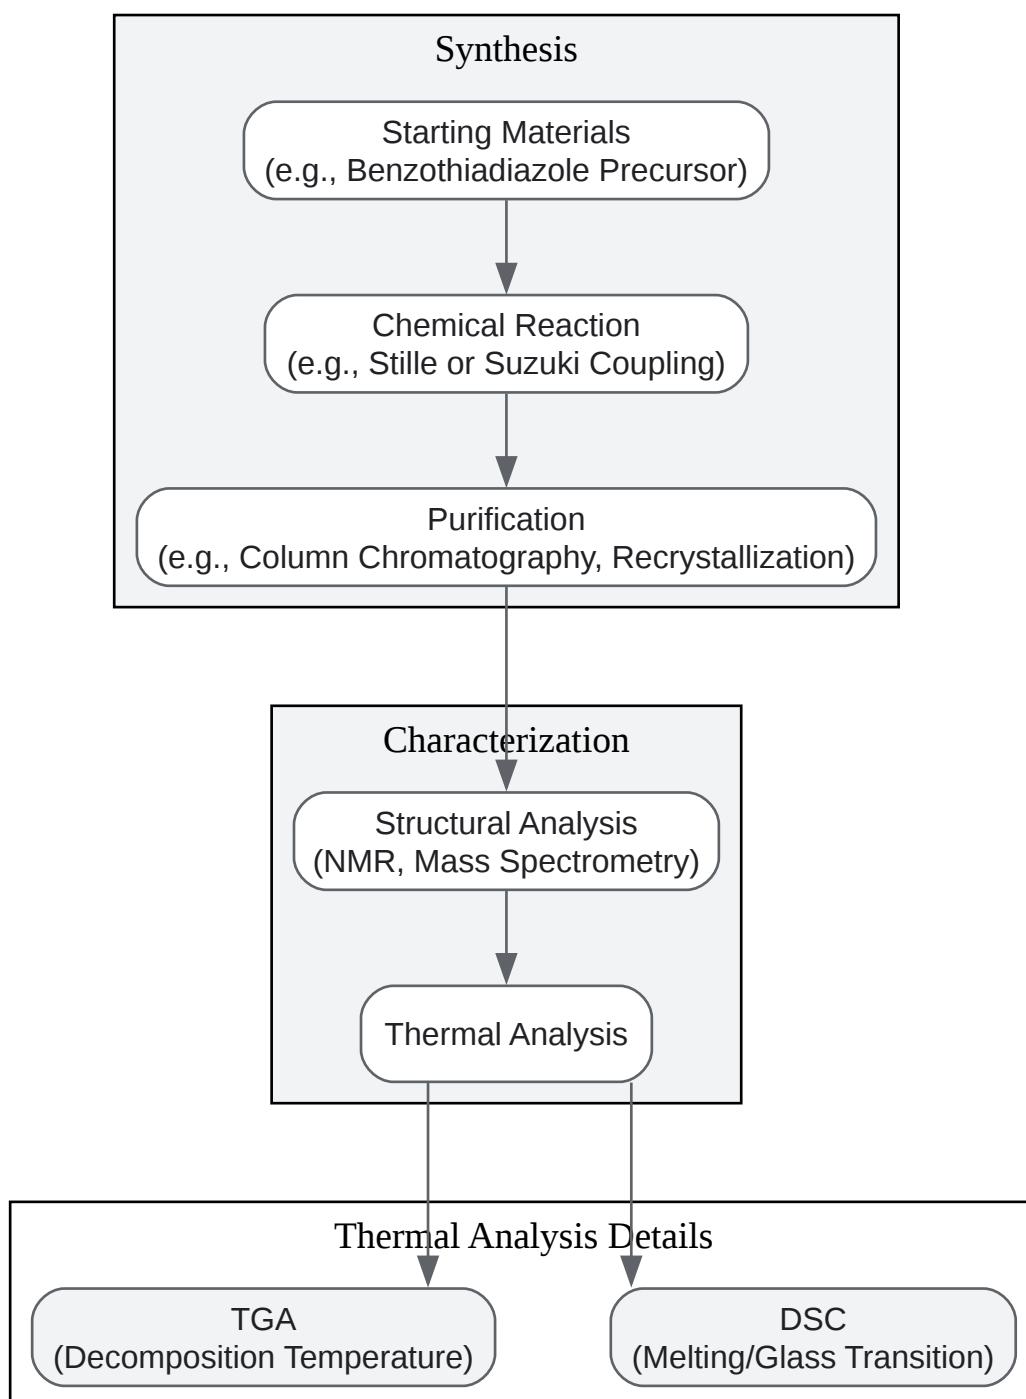 Synthesis
Starting Materials
(e.g., Benzothiadiazole Precursor)
Chemical Reaction
(e.g., Stille or Suzuki Coupling)
Purification
(e.g., Column Chromatography, Recrystallization)
Characterization
Structural Analysis
(NMR, Mass Spectrometry)
Thermal Analysis
Thermal Analysis Details
TGA
(Decomposition Temperature)
DSC
(Melting/Glass Transition)